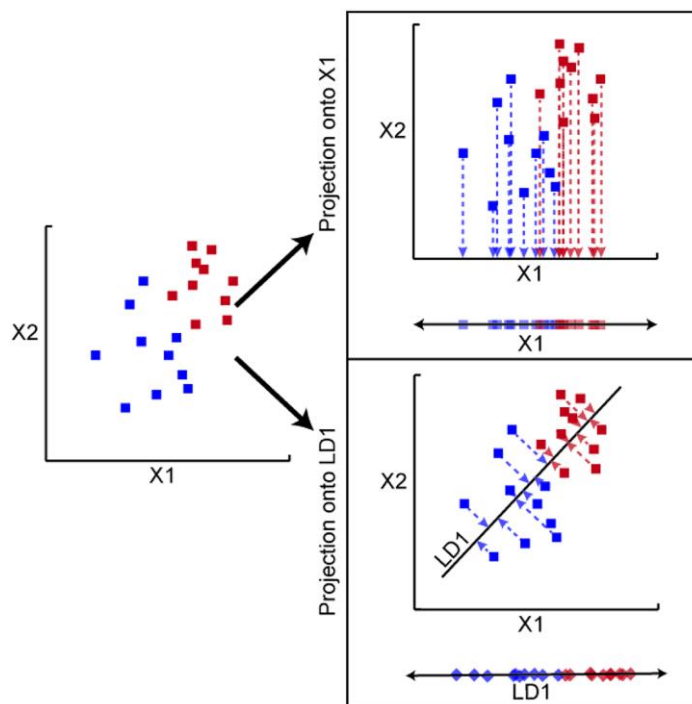 X2
X1
Projection onto X1
X2
X1
X1
Projection onto LD1
X2
LD1
X1
LD1